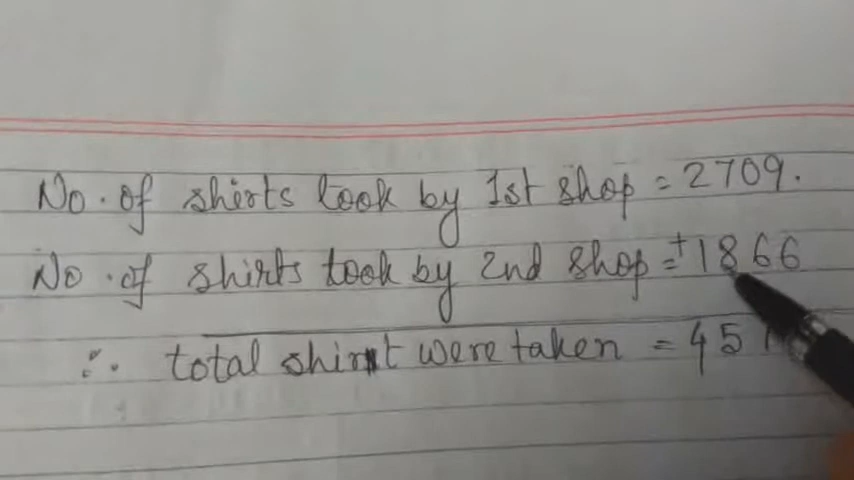 No. of shirts took by 1st shop = 2709.
No. of shirts took by 2nd shop = +1866
∴ total shirt were taken = 45